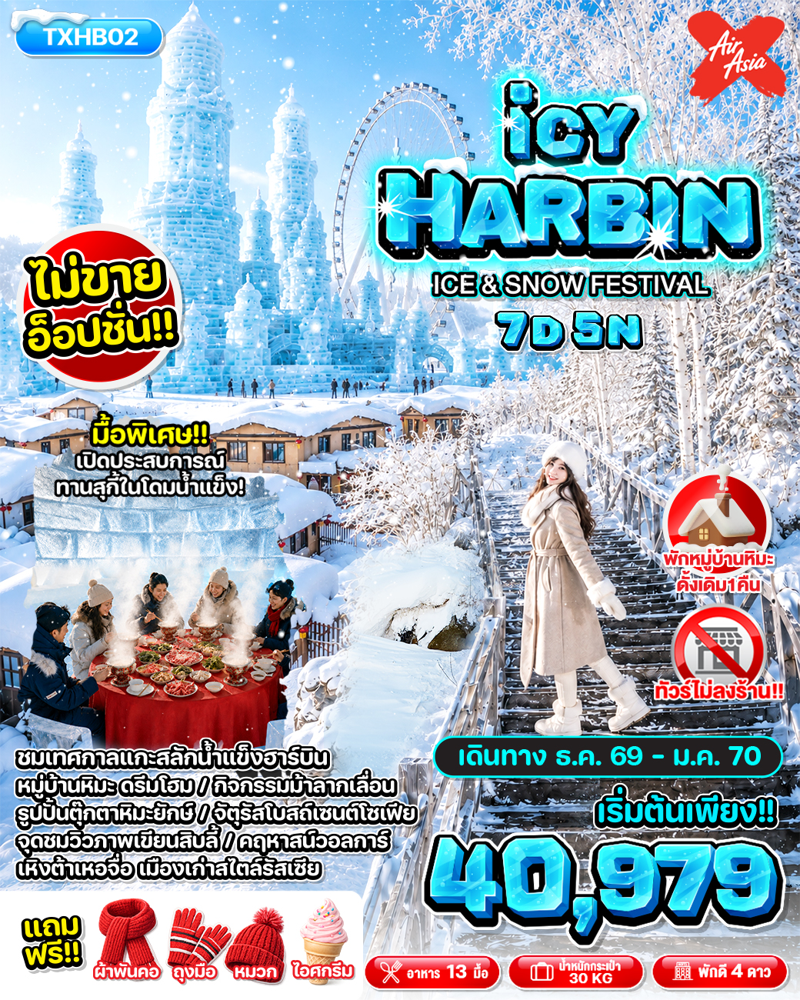 TXHB02
Air
Asia
icy
HARBIN
ICE & SNOW FESTIVAL
7D 5N
ไม่ขาย
อ็อปชั่น!!
มื้อพิเศษ!!
เปิดประสบการณ์
ทานสุกี้ในโดมน้ำแข็ง!
พักหมู่บ้านหิมะ
ดั้งเดิม1คืน
ทัวร์ไม่ลงร้าน!!
ชมเทศกาลแกะสลักน้ำแข็งฮาร์บิน
หมู่บ้านหิมะ ดรีมโฮม / กิจกรรมม้าลากเลื่อน
รูปปั้นตุ๊กตาหิมะยักษ์ / จัตุรัสโบสถ์เซนต์โซเฟีย
จุดชมวิวภาพเขียนสิบลี้ / คฤหาสน์วอลการ์
เหิงต้าเหอจื่อ เมืองเก่าสไตล์รัสเซีย
เดินทาง ธ.ค. 69 - ม.ค. 70
เริ่มต้นเพียง!!
40,979
แถม
ฟรี!!
ผ้าพันคอ
ถุงมือ
หมวก
ไอศกรีม
อาหาร 13 มื้อ
น้ำหนักกระเป๋า
30 KG
พักดี 4 ดาว